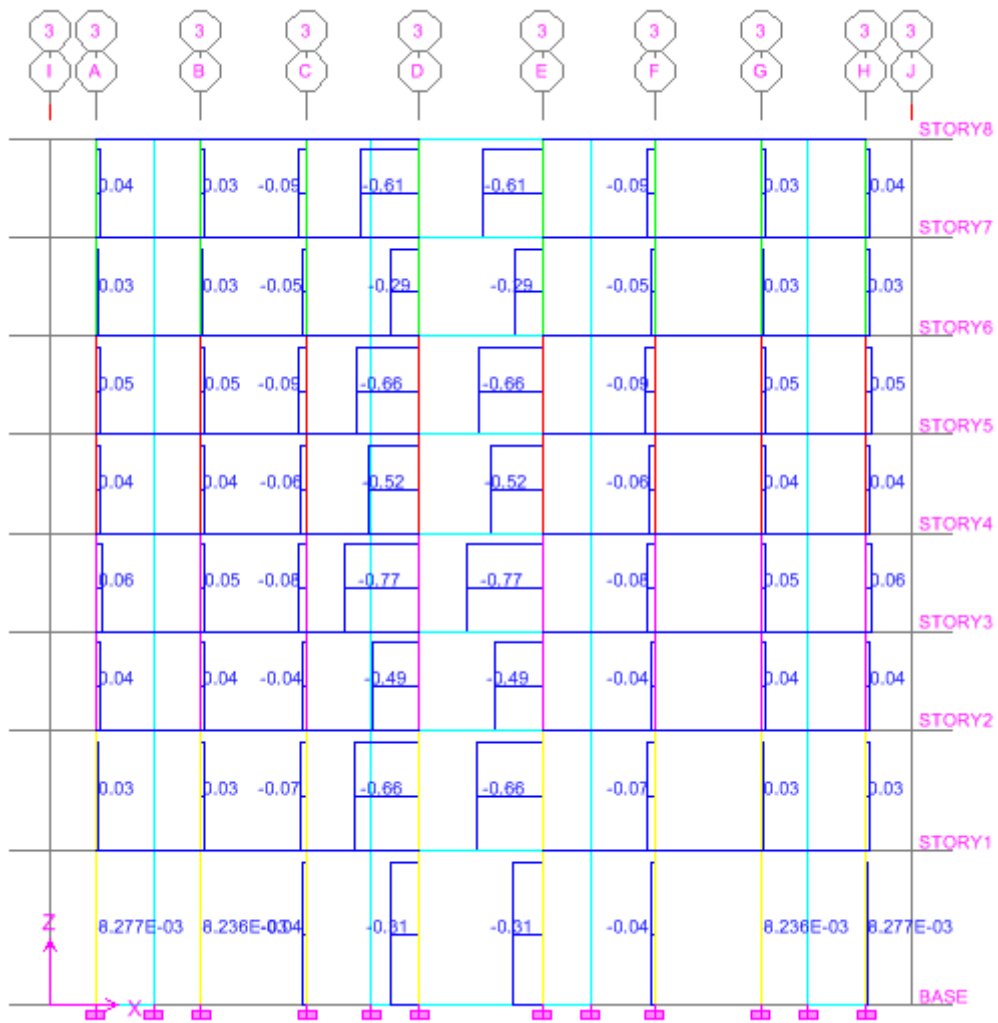 3 3 3 3 3 3 3 3 3 3
I A B C D E F G H J
STORY8
0.04 0.03 -0.09 -0.61 -0.61 -0.09 0.03 0.04
STORY7
0.03 0.03 -0.05 -0.29 -0.29 -0.05 0.03 0.03
STORY6
0.05 0.05 -0.09 -0.66 -0.66 -0.09 0.05 0.05
STORY5
0.04 0.04 -0.06 -0.52 -0.52 -0.06 0.04 0.04
STORY4
0.06 0.05 -0.08 -0.77 -0.77 -0.08 0.05 0.06
STORY3
0.04 0.04 -0.04 -0.49 -0.49 -0.04 0.04 0.04
STORY2
0.03 0.03 -0.07 -0.66 -0.66 -0.07 0.03 0.03
STORY1
Z
8.277E-03 8.236E-03 -0.04 -0.31 -0.31 -0.04 8.236E-03 8.277E-03
X
BASE